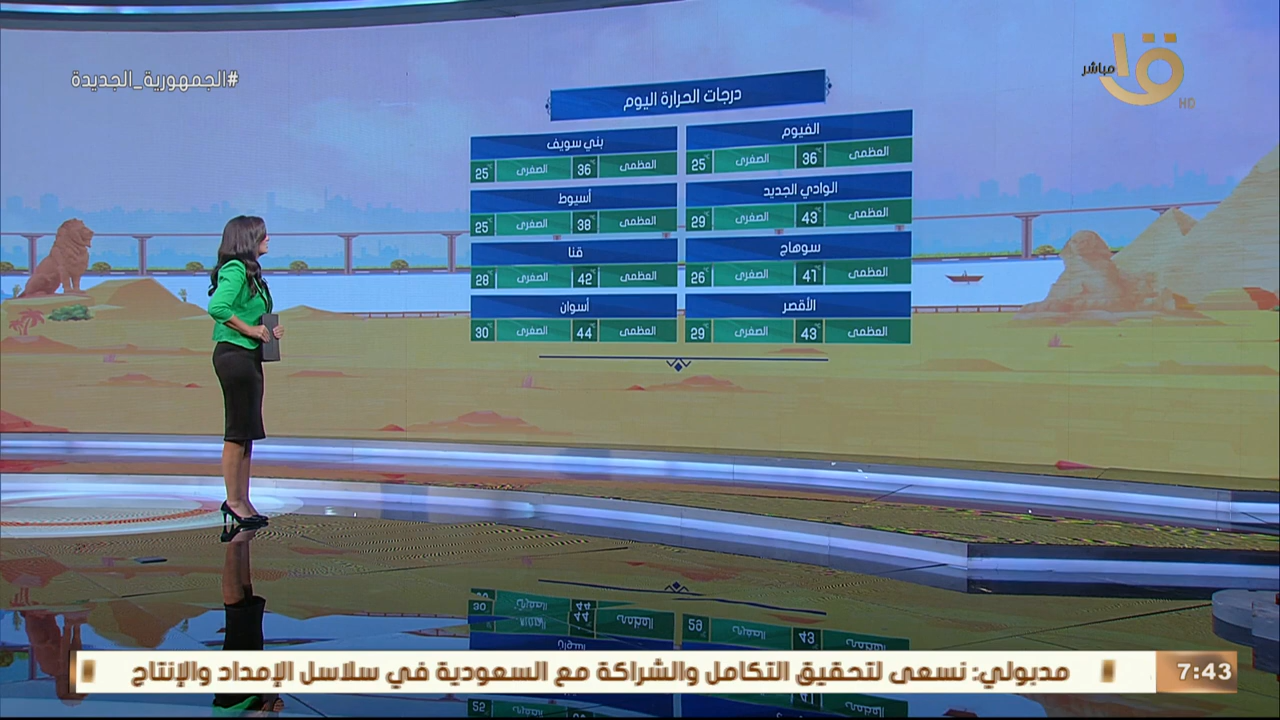 #الجمهورية_الجديدة
ق١
مباشر
HD
درجات الحرارة اليوم
الفيوم
العظمى 36°c الصغرى 25°c
بني سويف
العظمى 36°c الصغرى 25°c
الوادي الجديد
العظمى 43°c الصغرى 29°c
أسيوط
العظمى 38°c الصغرى 25°c
سوهاج
العظمى 41°c الصغرى 26°c
قنا
العظمى 42°c الصغرى 28°c
الأقصر
العظمى 43°c الصغرى 29°c
أسوان
العظمى 44°c الصغرى 30°c
مدبولي: نسعى لتحقيق التكامل والشراكة مع السعودية في سلاسل الإمداد والإنتاج
7:43